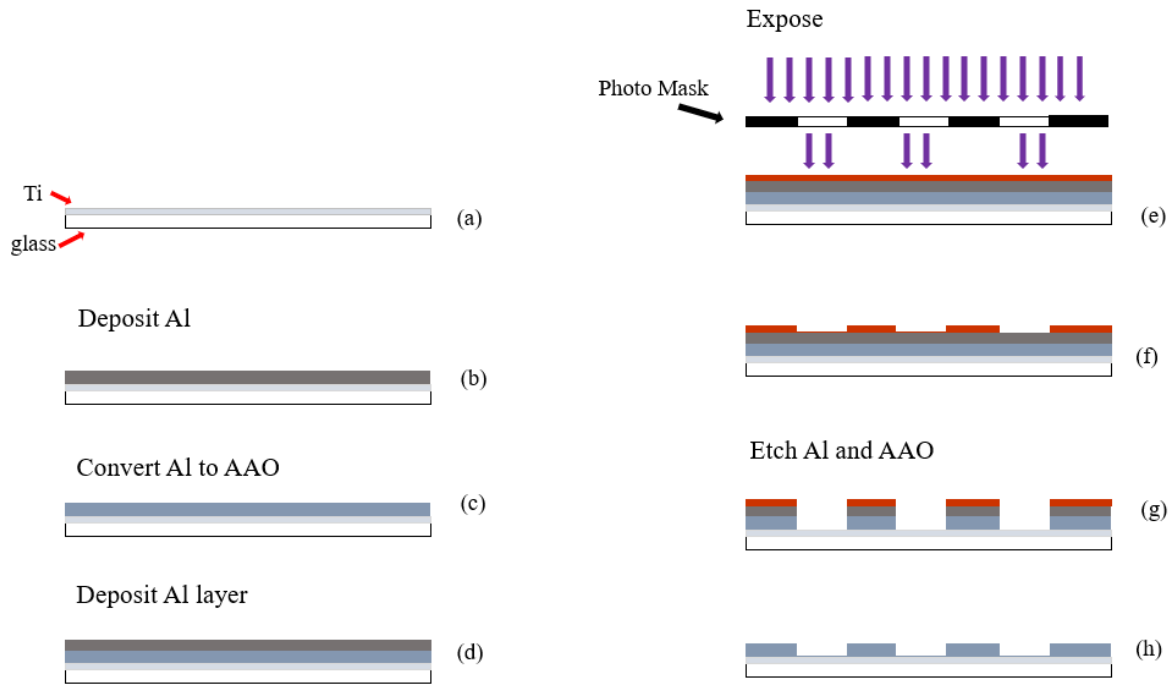 Ti
glass
(a)
Deposit Al
(b)
Convert Al to AAO
(c)
Deposit Al layer
(d)
Expose
Photo Mask
(e)
(f)
Etch Al and AAO
(g)
(h)